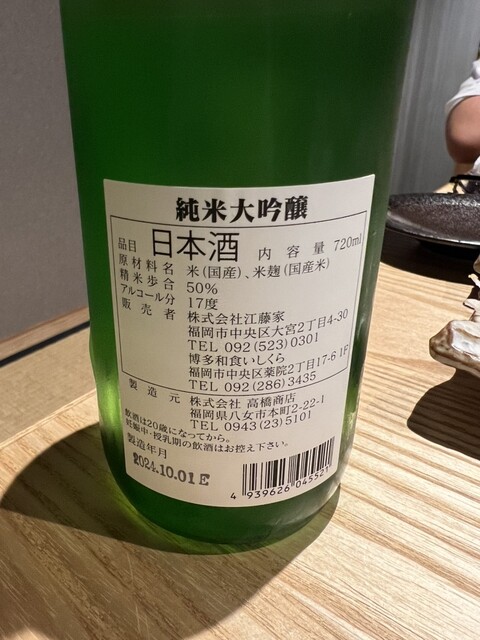 純米大吟醸
品目 日本酒 内容量 720ml
原材料名 米(国産)、米麹(国産米)
精米歩合 50%
アルコール分 17度
販売者 株式会社江藤家
福岡市中央区大宮2丁目4-30
TEL 092(523)0301
博多和食いしくら
福岡市中央区薬院2丁目17-6 1F
TEL 092(286)3435
製造元 株式会社 高橋商店
福岡県八女市本町2-22-1
TEL 0943(23)5101
飲酒は20歳になってから。
妊娠中・授乳期の飲酒はお控え下さい。
製造年月
2024.10.01E
4 939626 045521